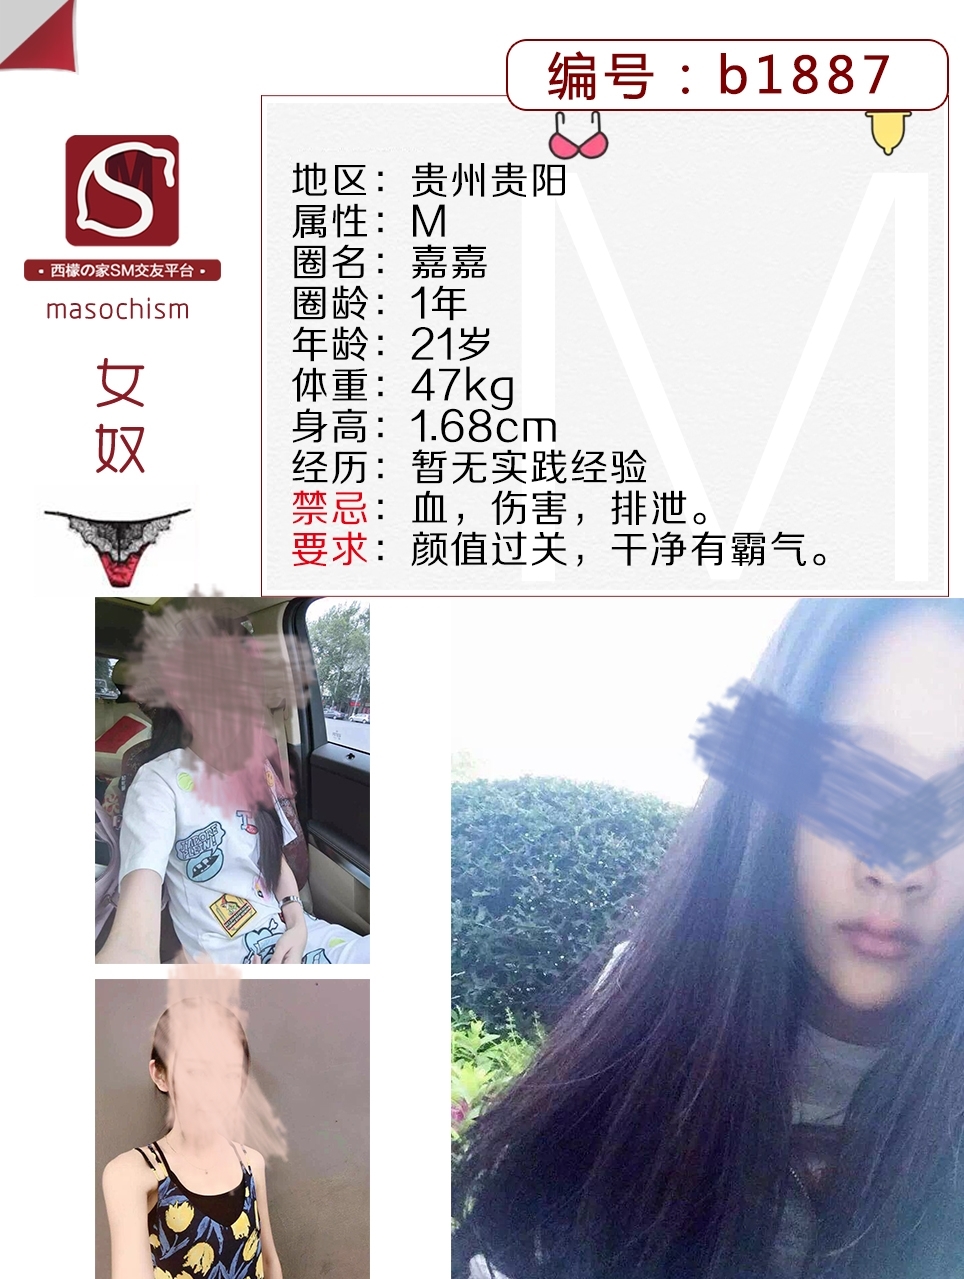 编号：b1887
西檬の家SM交友平台
masochism
女奴
地区：贵州贵阳
属性：M
圈名：嘉嘉
圈龄：1年
年龄：21岁
体重：47kg
身高：1.68cm
经历：暂无实践经验
禁忌：血，伤害，排泄。
要求：颜值过关，干净有霸气。